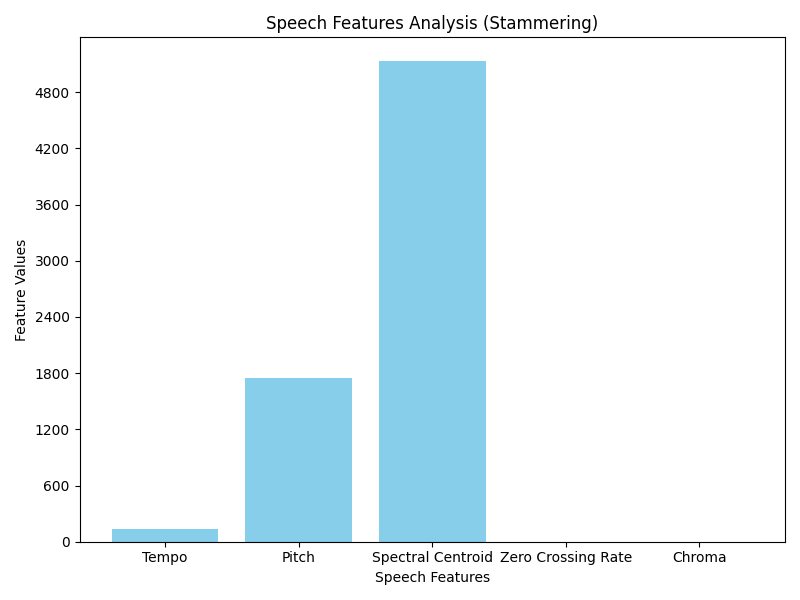 Speech Features Analysis (Stammering)
Feature Values
4800
4200
3600
3000
2400
1800
1200
600
0
Tempo Pitch Spectral Centroid Zero Crossing Rate Chroma
Speech Features